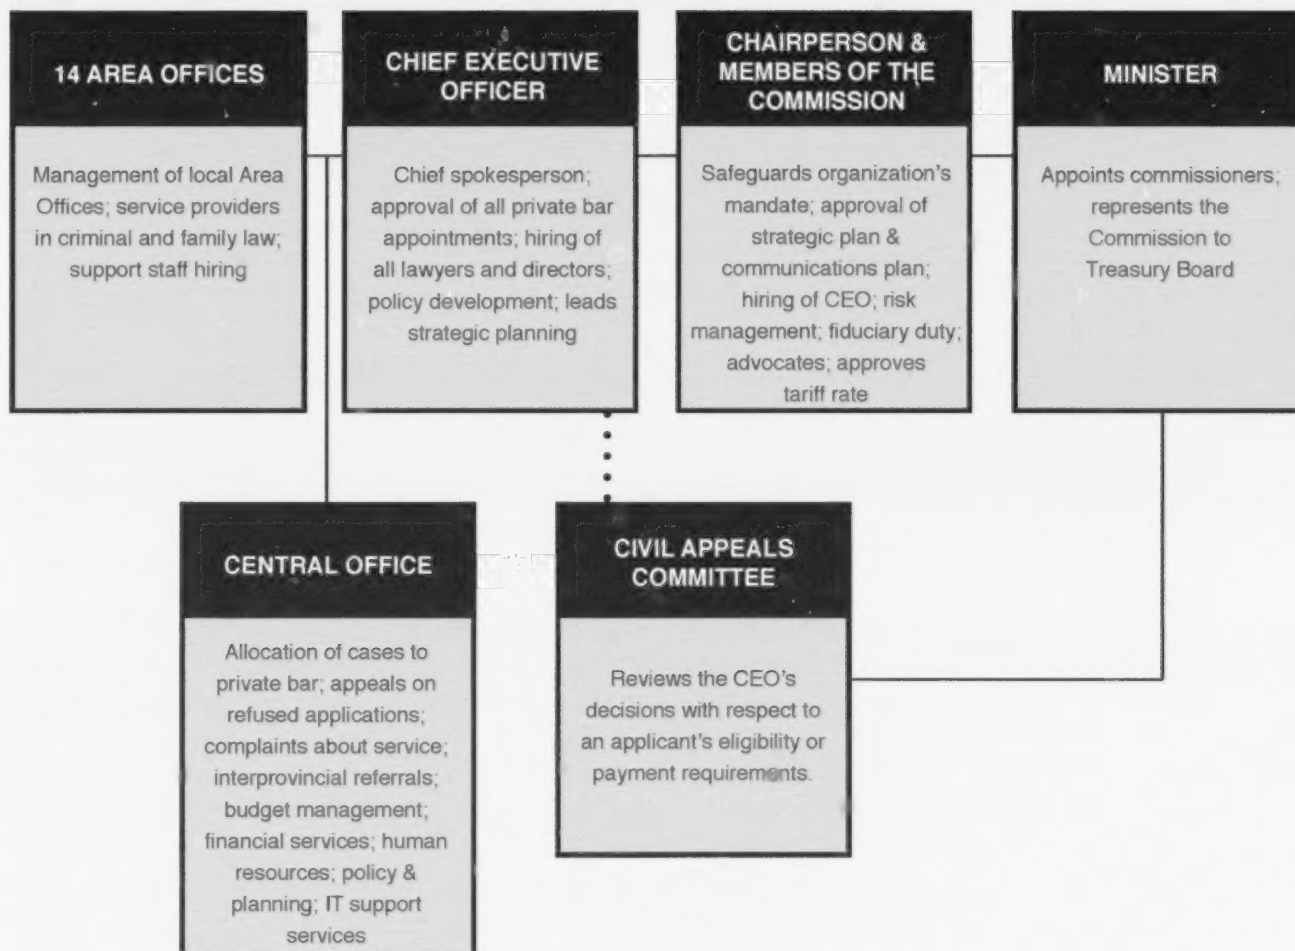 14 AREA OFFICES
Management of local Area
Offices; service providers
in criminal and family law;
support staff hiring
CHIEF EXECUTIVE
OFFICER
Chief spokesperson;
approval of all private bar
appointments; hiring of
all lawyers and directors;
policy development; leads
strategic planning
CHAIRPERSON &
MEMBERS OF THE
COMMISSION
Safeguards organization's
mandate; approval of
strategic plan &
communications plan;
hiring of CEO; risk
management; fiduciary duty;
advocates; approves
tariff rate
MINISTER
Appoints commissioners;
represents the
Commission to
Treasury Board
CENTRAL OFFICE
Allocation of cases to
private bar; appeals on
refused applications;
complaints about service;
interprovincial referrals;
budget management;
financial services; human
resources; policy &
planning; IT support
services
CIVIL APPEALS
COMMITTEE
Reviews the CEO's
decisions with respect to
an applicant's eligibility or
payment requirements.